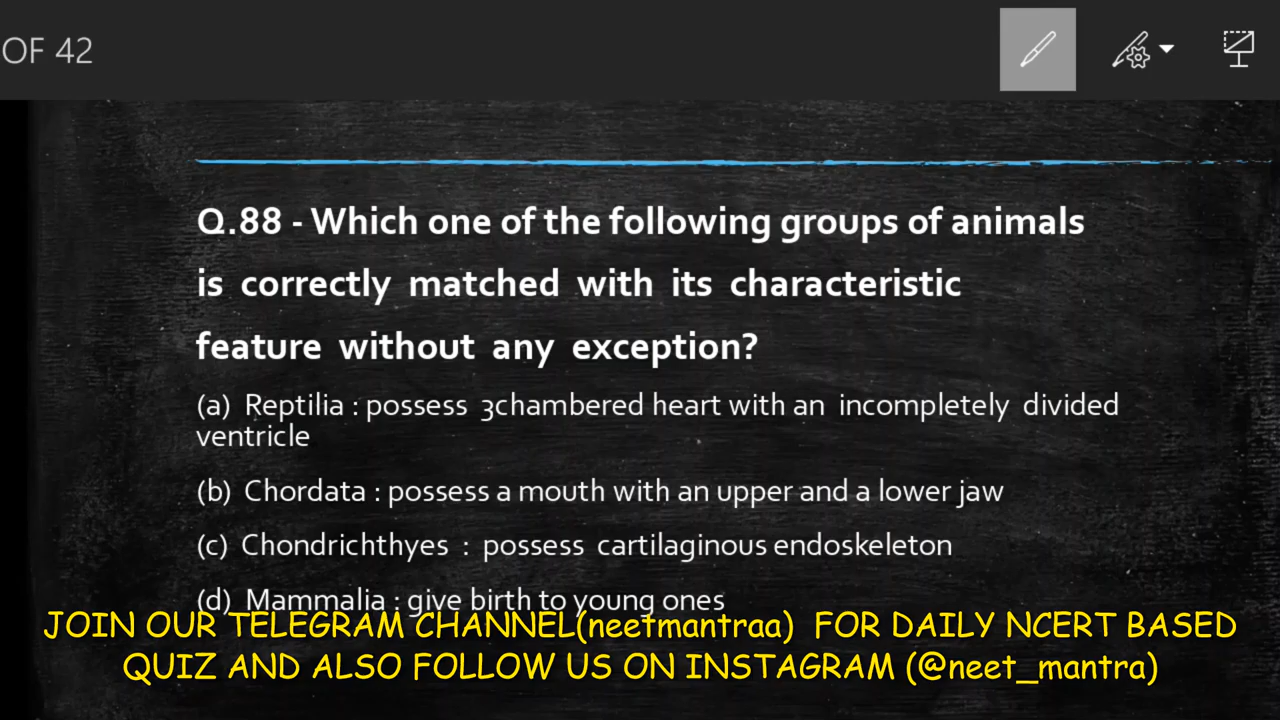 OF 42
Q.88 - Which one of the following groups of animals
is correctly matched with its characteristic
feature without any exception?
(a) Reptilia : possess 3chambered heart with an incompletely divided
ventricle
(b) Chordata : possess a mouth with an upper and a lower jaw
(c) Chondrichthyes : possess cartilaginous endoskeleton
(d) Mammalia : give birth to young ones
JOIN OUR TELEGRAM CHANNEL(neetmantraa) FOR DAILY NCERT BASED
QUIZ AND ALSO FOLLOW US ON INSTAGRAM (@neet_mantra)